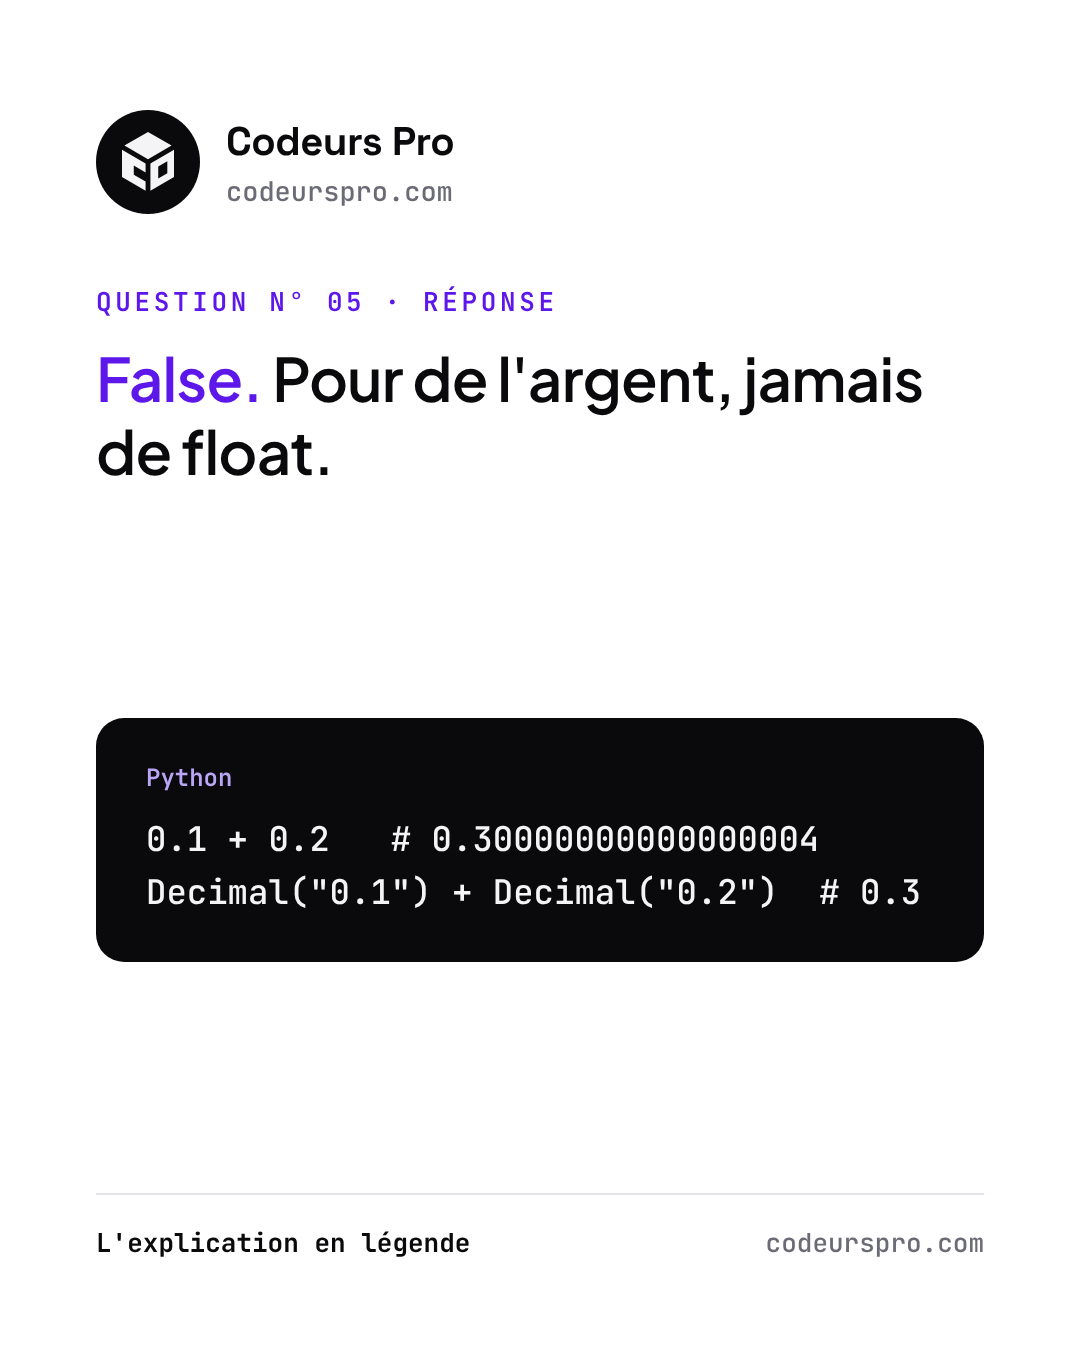 Codeurs Pro
codeurspro.com
QUESTION N° 05 · RÉPONSE
False. Pour de l'argent, jamais
de float.
Python
0.1 + 0.2   # 0.30000000000000004
Decimal("0.1") + Decimal("0.2")  # 0.3
L'explication en légende
codeurspro.com